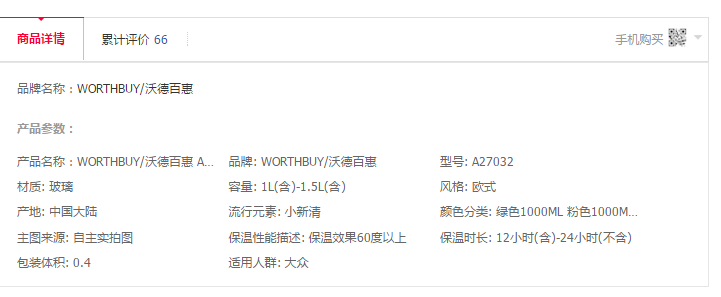 商品详情 累计评价 66 手机购买
品牌名称：WORTHBUY/沃德百惠
产品参数：
产品名称：WORTHBUY/沃德百惠 A... 品牌: WORTHBUY/沃德百惠 型号: A27032
材质: 玻璃 容量: 1L(含)-1.5L(含) 风格: 欧式
产地: 中国大陆 流行元素: 小新清 颜色分类: 绿色1000ML 粉色1000M...
主图来源: 自主实拍图 保温性能描述: 保温效果60度以上 保温时长: 12小时(含)-24小时(不含)
包装体积: 0.4 适用人群: 大众